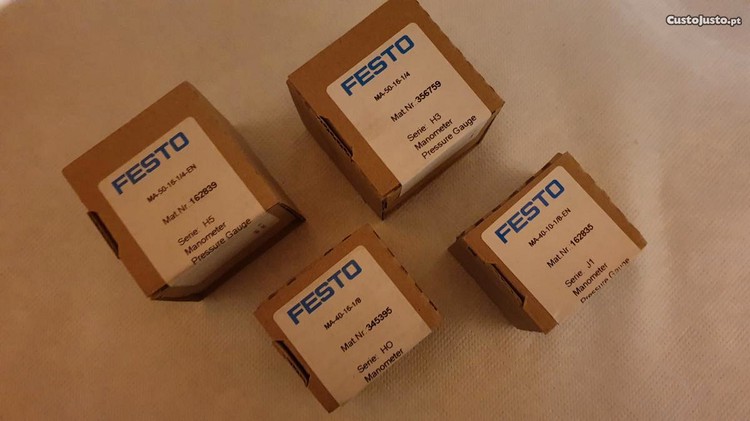 CustoJusto.pt
FESTO
MA-50-16-1/4-EN
Mat.Nr. 162839
Serie: H5
Manometer
Pressure Gauge
FESTO
MA-50-16-1/4
Mat.Nr. 356759
Serie: H3
Manometer
Pressure Gauge
FESTO
MA-40-16-1/8
Mat.Nr. 345395
Serie: HO
Manometer
FESTO
MA-40-10-1/8-EN
Mat.Nr. 162835
Serie: J1
Manometer
Pressure Gauge